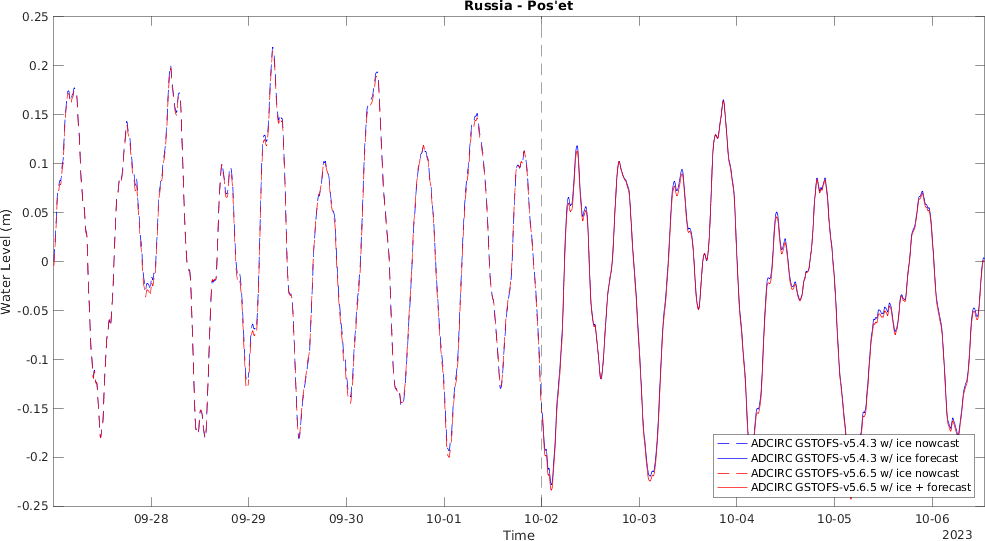 Russia - Pos'et
0.25
0.2
0.15
0.1
0.05
0
-0.05
-0.1
-0.15
-0.2
-0.25
Water Level (m)
ADCIRC GSTOFS-v5.4.3 w/ ice nowcast
ADCIRC GSTOFS-v5.4.3 w/ ice forecast
ADCIRC GSTOFS-v5.6.5 w/ ice nowcast
ADCIRC GSTOFS-v5.6.5 w/ ice + forecast
09-28 09-29 09-30 10-01 10-02 10-03 10-04 10-05 10-06
Time
2023